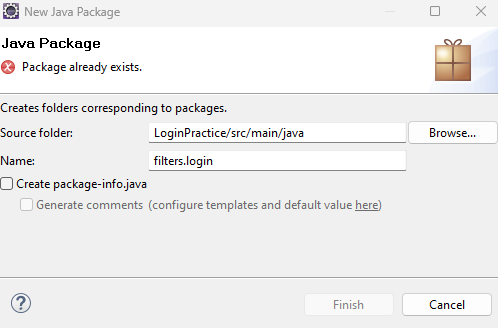 New Java Package
Java Package
Package already exists.
Creates folders corresponding to packages.
Source folder: LoginPractice/src/main/java Browse...
Name: filters.login
Create package-info.java
Generate comments (configure templates and default value here)
? Finish Cancel